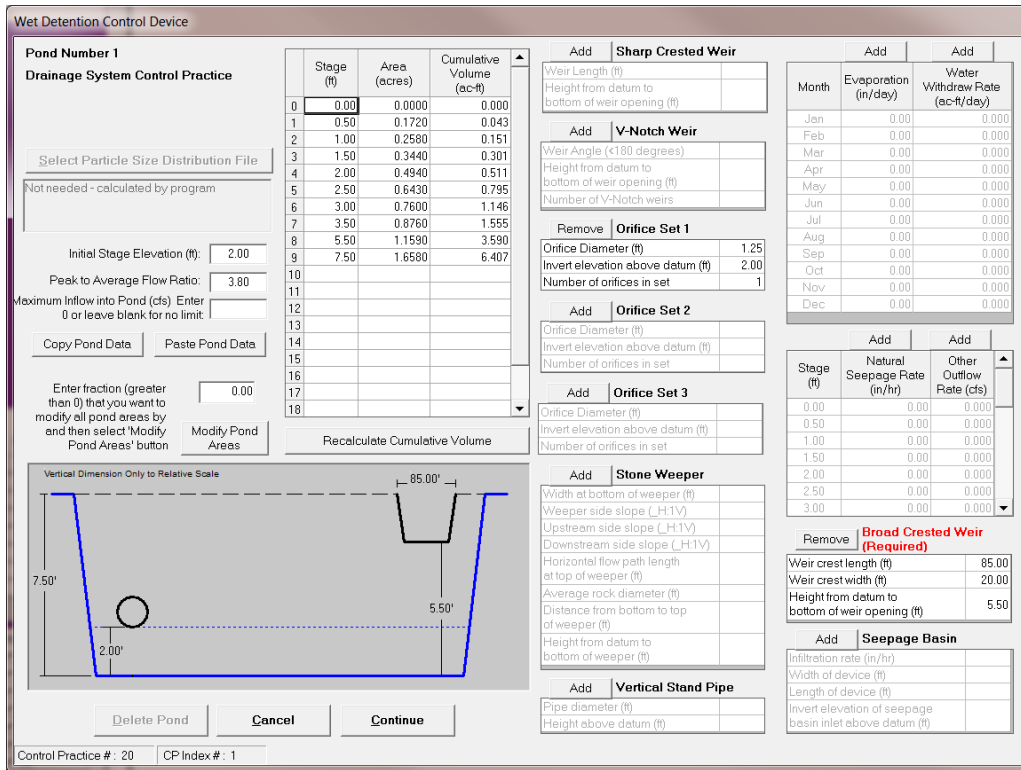 Wet Detention Control Device
Pond Number 1
Drainage System Control Practice
Select Particle Size Distribution File
Not needed - calculated by program
Initial Stage Elevation (ft): 2.00
Peak to Average Flow Ratio: 3.80
Maximum Inflow into Pond (cfs) Enter
0 or leave blank for no limit:
Copy Pond Data Paste Pond Data
Enter fraction (greater
than 0) that you want to
modify all pond areas by
and then select 'Modify
Pond Areas' button
0.00
Modify Pond
Areas
Stage
(ft)
Area
(acres)
Cumulative
Volume
(ac-ft)
0 0.00 0.0000 0.000
1 0.50 0.1720 0.043
2 1.00 0.2580 0.151
3 1.50 0.3440 0.301
4 2.00 0.4940 0.511
5 2.50 0.6430 0.795
6 3.00 0.7600 1.146
7 3.50 0.8760 1.555
8 5.50 1.1590 3.590
9 7.50 1.6580 6.407
10
11
12
13
14
15
16
17
18
Recalculate Cumulative Volume
Vertical Dimension Only to Relative Scale
85.00'
7.50'
5.50'
2.00'
Delete Pond Cancel Continue
Control Practice # : 20 CP Index # : 1
Add Sharp Crested Weir
Weir Length (ft)
Height from datum to
bottom of weir opening (ft)
Add V-Notch Weir
Weir Angle (<180 degrees)
Height from datum to
bottom of weir opening (ft)
Number of V-Notch weirs
Remove Orifice Set 1
Orifice Diameter (ft) 1.25
Invert elevation above datum (ft) 2.00
Number of orifices in set 1
Add Orifice Set 2
Orifice Diameter (ft)
Invert elevation above datum (ft)
Number of orifices in set
Add Orifice Set 3
Orifice Diameter (ft)
Invert elevation above datum (ft)
Number of orifices in set
Add Stone Weeper
Width at bottom of weeper (ft)
Weeper side slope (_H:1V)
Upstream side slope (_H:1V)
Downstream side slope (_H:1V)
Horizontal flow path length
at top of weeper (ft)
Average rock diameter (ft)
Distance from bottom to top
of weeper (ft)
Height from datum to
bottom of weeper (ft)
Add Vertical Stand Pipe
Pipe diameter (ft)
Height above datum (ft)
Add Add
Month
Evaporation
(in/day)
Water
Withdraw Rate
(ac-ft/day)
Jan 0.00 0.000
Feb 0.00 0.000
Mar 0.00 0.000
Apr 0.00 0.000
May 0.00 0.000
Jun 0.00 0.000
Jul 0.00 0.000
Aug 0.00 0.000
Sep 0.00 0.000
Oct 0.00 0.000
Nov 0.00 0.000
Dec 0.00 0.000
Add Add
Stage
(ft)
Natural
Seepage Rate
(in/hr)
Other
Outflow
Rate (cfs)
0.00 0.00 0.000
0.50 0.00 0.000
1.00 0.00 0.000
1.50 0.00 0.000
2.00 0.00 0.000
2.50 0.00 0.000
3.00 0.00 0.000
Remove Broad Crested Weir
(Required)
Weir crest length (ft) 85.00
Weir crest width (ft) 20.00
Height from datum to
bottom of weir opening (ft) 5.50
Add Seepage Basin
Infiltration rate (in/hr)
Width of device (ft)
Length of device (ft)
Invert elevation of seepage
basin inlet above datum (ft)